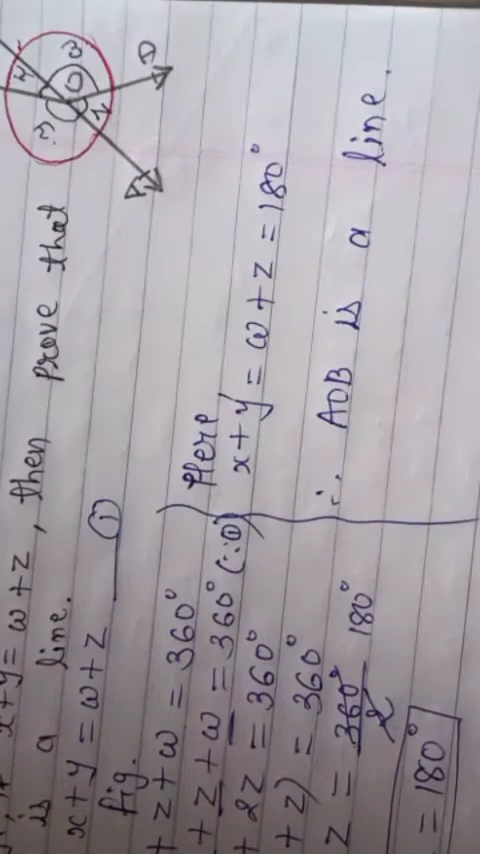 x+y=ω+z, then prove that
is a line.
x+y = ω+z ——— (i)
fig.
+ z + ω = 360°
+ z + ω = 360° (∵①)
+ 2z = 360°
+ z) = 360°
z = 360°/2 180°
= 180°
Here
x+y = ω+z = 180°
∴ AOB is a line.
D
A
O
z
ω
y
x